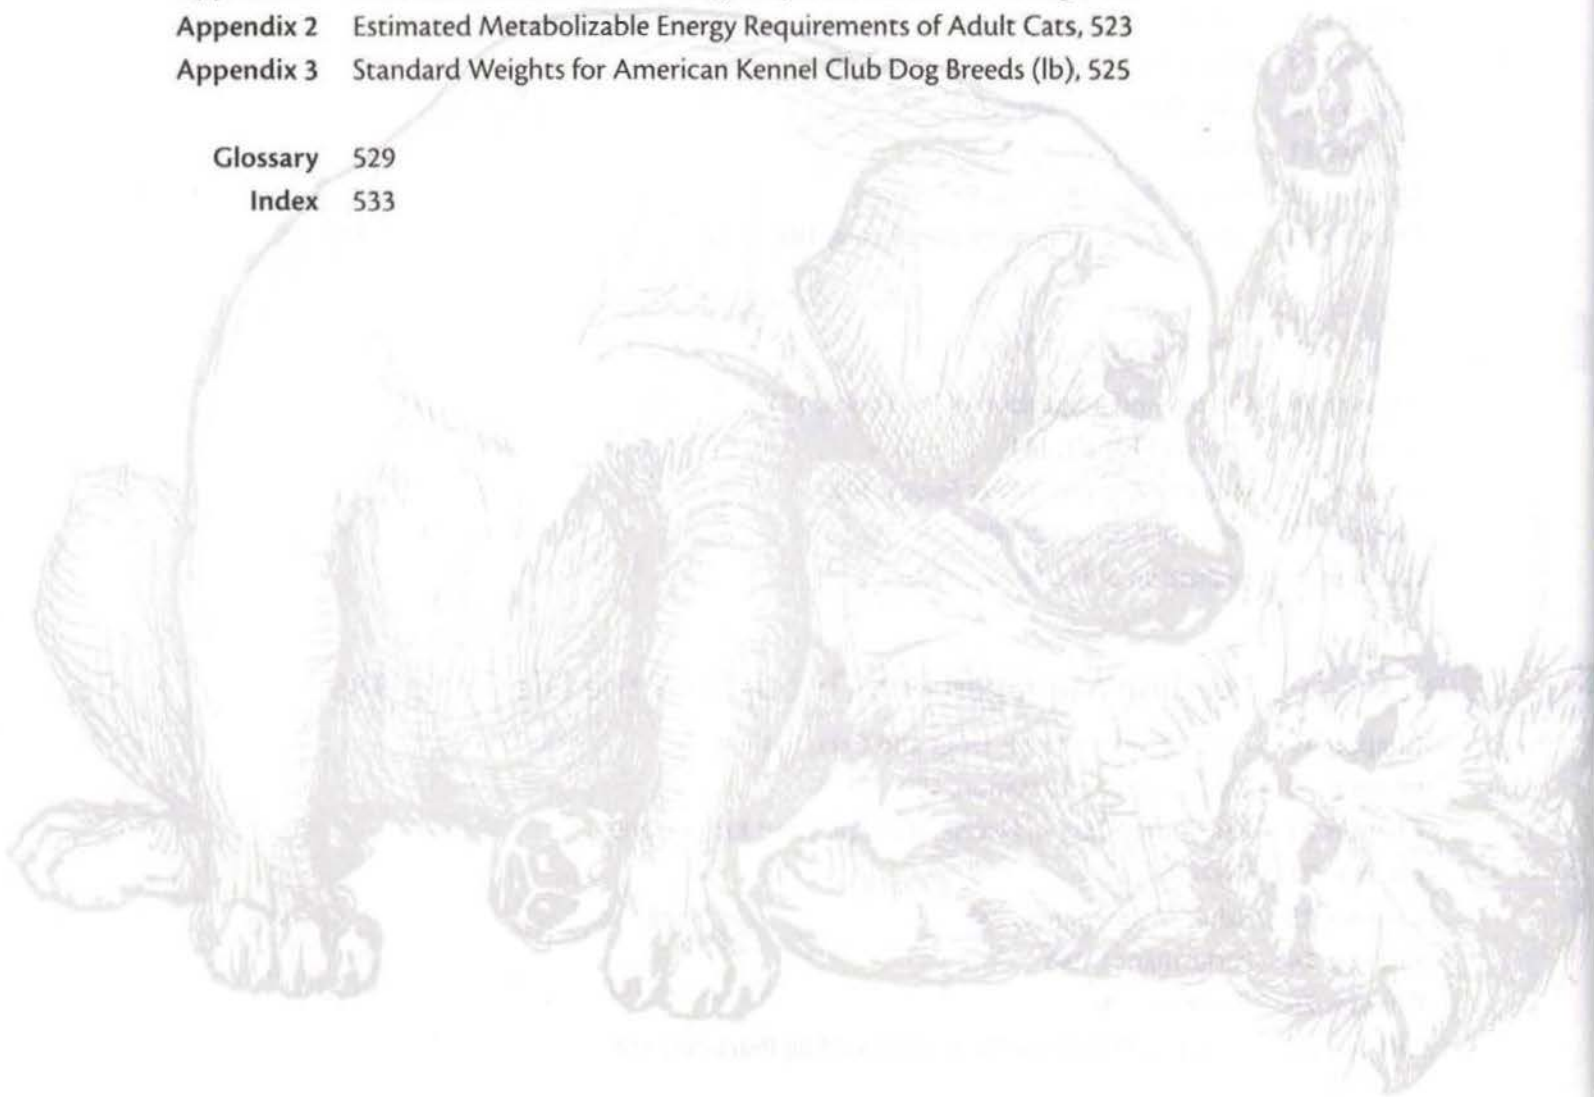 Appendix 2 Estimated Metabolizable Energy Requirements of Adult Cats, 523
Appendix 3 Standard Weights for American Kennel Club Dog Breeds (lb), 525
Glossary 529
Index 533